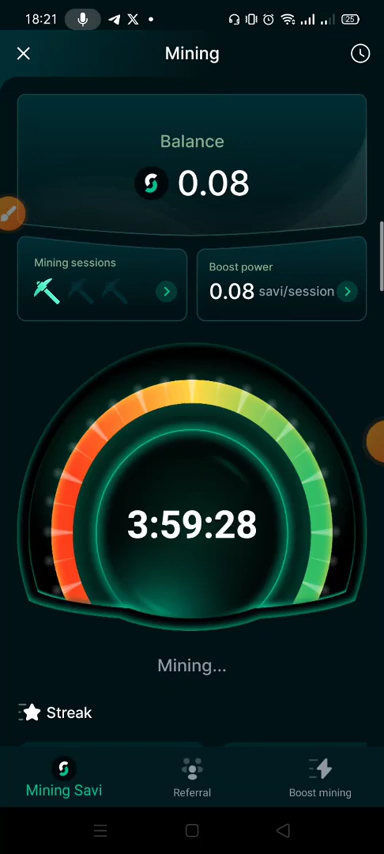 18:21
25
Mining
Balance
0.08
Mining sessions
Boost power
0.08 savi/session
3:59:28
Mining...
Streak
Mining Savi
Referral
Boost mining